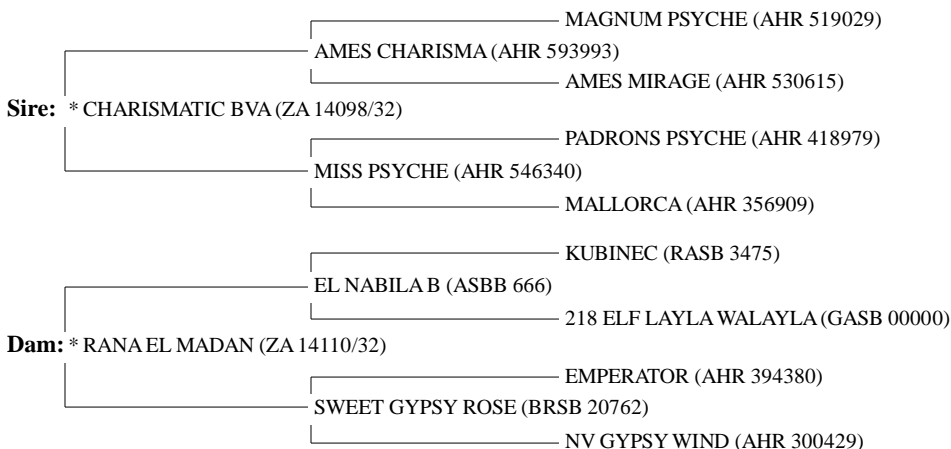 MAGNUM PSYCHE (AHR 519029)
AMES CHARISMA (AHR 593993)
AMES MIRAGE (AHR 530615)
Sire: * CHARISMATIC BVA (ZA 14098/32)
PADRONS PSYCHE (AHR 418979)
MISS PSYCHE (AHR 546340)
MALLORCA (AHR 356909)
KUBINEC (RASB 3475)
EL NABILA B (ASBB 666)
218 ELF LAYLA WALAYLA (GASB 00000)
Dam: * RANA EL MADAN (ZA 14110/32)
EMPERATOR (AHR 394380)
SWEET GYPSY ROSE (BRSB 20762)
NV GYPSY WIND (AHR 300429)